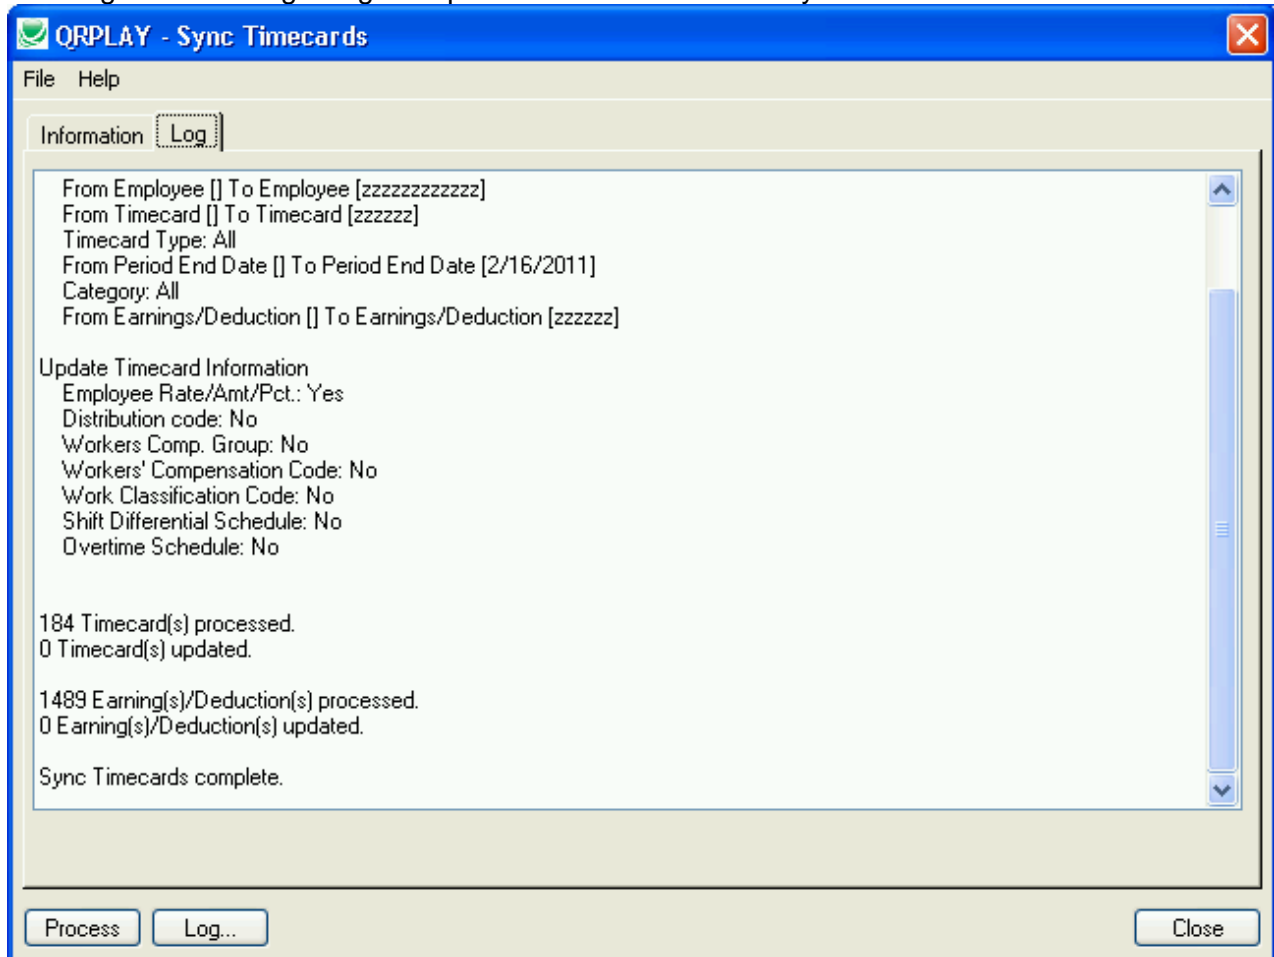 QRPLAY - Sync Timecards
File Help
Information Log
From Employee [] To Employee [zzzzzzzzzzzz]
From Timecard [] To Timecard [zzzzzz]
Timecard Type: All
From Period End Date [] To Period End Date [2/16/2011]
Category: All
From Earnings/Deduction [] To Earnings/Deduction [zzzzzz]
Update Timecard Information
Employee Rate/Amt/Pct.: Yes
Distribution code: No
Workers Comp. Group: No
Workers' Compensation Code: No
Work Classification Code: No
Shift Differential Schedule: No
Overtime Schedule: No
184 Timecard(s) processed.
0 Timecard(s) updated.
1489 Earning(s)/Deduction(s) processed.
0 Earning(s)/Deduction(s) updated.
Sync Timecards complete.
Process Log... Close